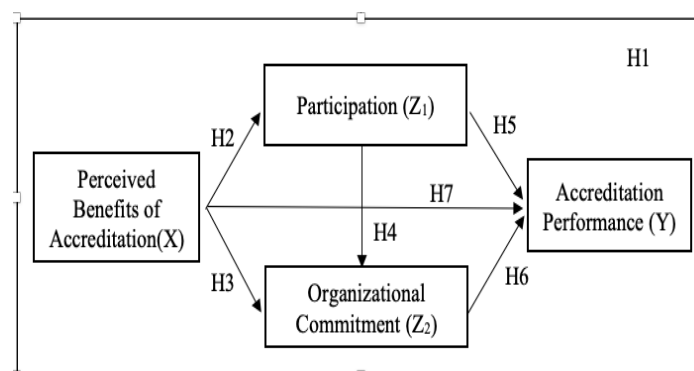 H1
Participation (Z₁)
H2
H5
Perceived
Benefits of
Accreditation(X)
H7
Accreditation
Performance (Y)
H4
H3
Organizational
Commitment (Z₂)
H6